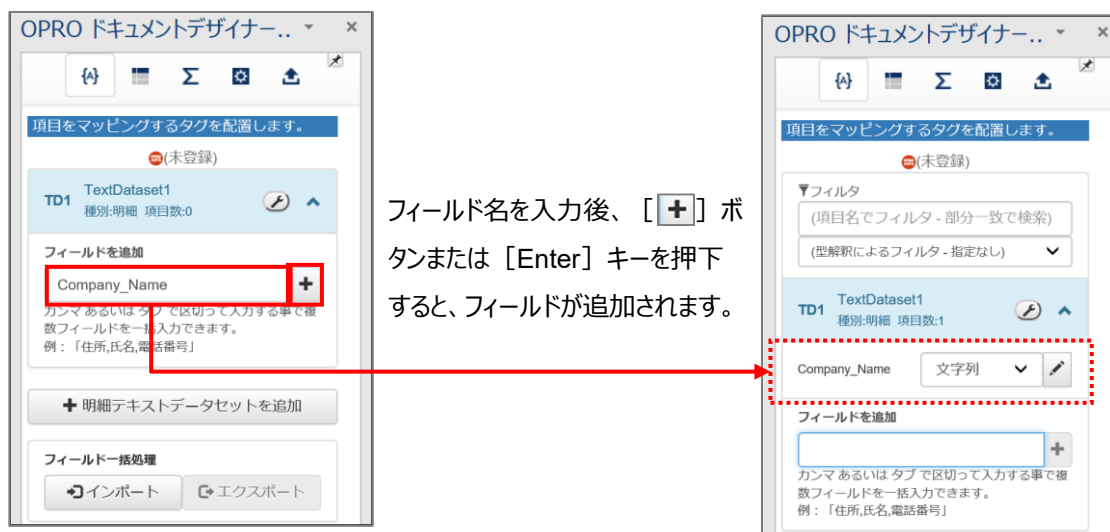 OPRO ドキュメントデザイナー..
{A}
項目をマッピングするタグを配置します。
(未登録)
TD1 TextDataset1
種別:明細 項目数:0
フィールドを追加
Company_Name
カンマ あるいは タブ で区切って入力する事で複
数フィールドを一括入力できます。
例：「住所,氏名,電話番号」
明細テキストデータセットを追加
フィールド一括処理
インポート エクスポート
フィールド名を入力後、［+］ボ
タンまたは［Enter］キーを押下
すると、フィールドが追加されます。
OPRO ドキュメントデザイナー..
{A}
項目をマッピングするタグを配置します。
(未登録)
フィルタ
(項目名でフィルタ - 部分一致で検索)
(型解釈によるフィルタ - 指定なし)
TD1 TextDataset1
種別:明細 項目数:1
Company_Name 文字列
フィールドを追加
カンマ あるいは タブ で区切って入力する事で複
数フィールドを一括入力できます。
例：「住所,氏名,電話番号」